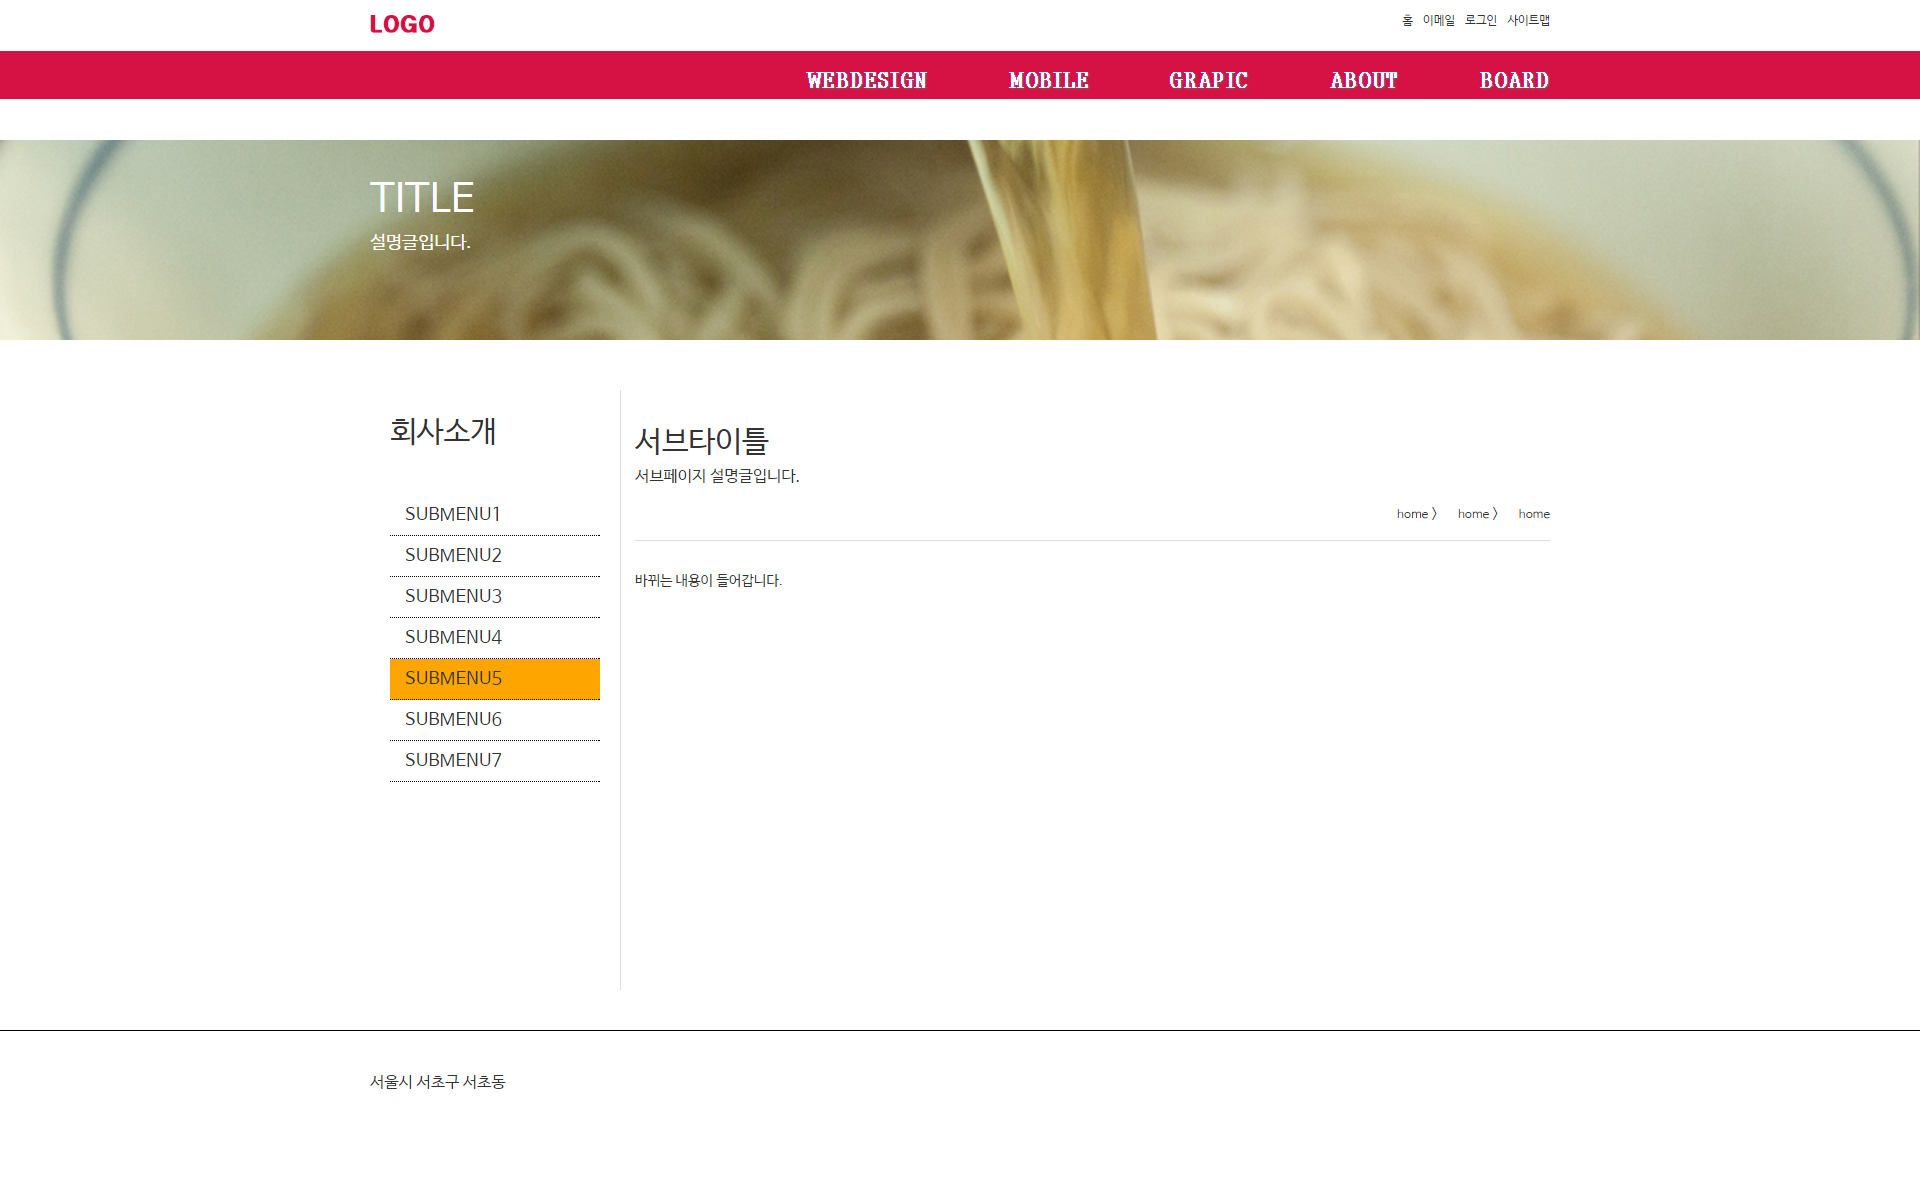 LOGO
홈 이메일 로그인 사이트맵
WEBDESIGN MOBILE GRAPIC ABOUT BOARD
TITLE
설명글입니다.
회사소개
SUBMENU1
SUBMENU2
SUBMENU3
SUBMENU4
SUBMENU5
SUBMENU6
SUBMENU7
서브타이틀
서브페이지 설명글입니다.
home 〉 home 〉 home
바뀌는 내용이 들어갑니다.
서울시 서초구 서초동